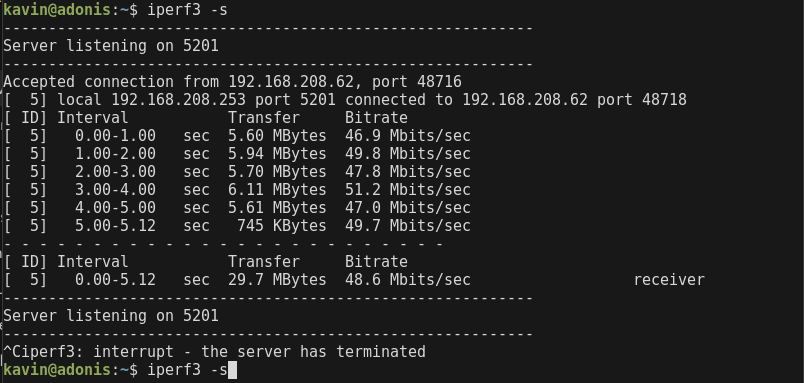 kavin@adonis:~$ iperf3 -s
-----------------------------------------------------------
Server listening on 5201
-----------------------------------------------------------
Accepted connection from 192.168.208.62, port 48716
[  5] local 192.168.208.253 port 5201 connected to 192.168.208.62 port 48718
[ ID] Interval           Transfer     Bitrate
[  5]   0.00-1.00   sec  5.60 MBytes  46.9 Mbits/sec
[  5]   1.00-2.00   sec  5.94 MBytes  49.8 Mbits/sec
[  5]   2.00-3.00   sec  5.70 MBytes  47.8 Mbits/sec
[  5]   3.00-4.00   sec  6.11 MBytes  51.2 Mbits/sec
[  5]   4.00-5.00   sec  5.61 MBytes  47.0 Mbits/sec
[  5]   5.00-5.12   sec   745 KBytes  49.7 Mbits/sec
- - - - - - - - - - - - - - - - - - - - - - - - -
[ ID] Interval           Transfer     Bitrate
[  5]   0.00-5.12   sec  29.7 MBytes  48.6 Mbits/sec                  receiver
-----------------------------------------------------------
Server listening on 5201
-----------------------------------------------------------
^Ciperf3: interrupt - the server has terminated
kavin@adonis:~$ iperf3 -s